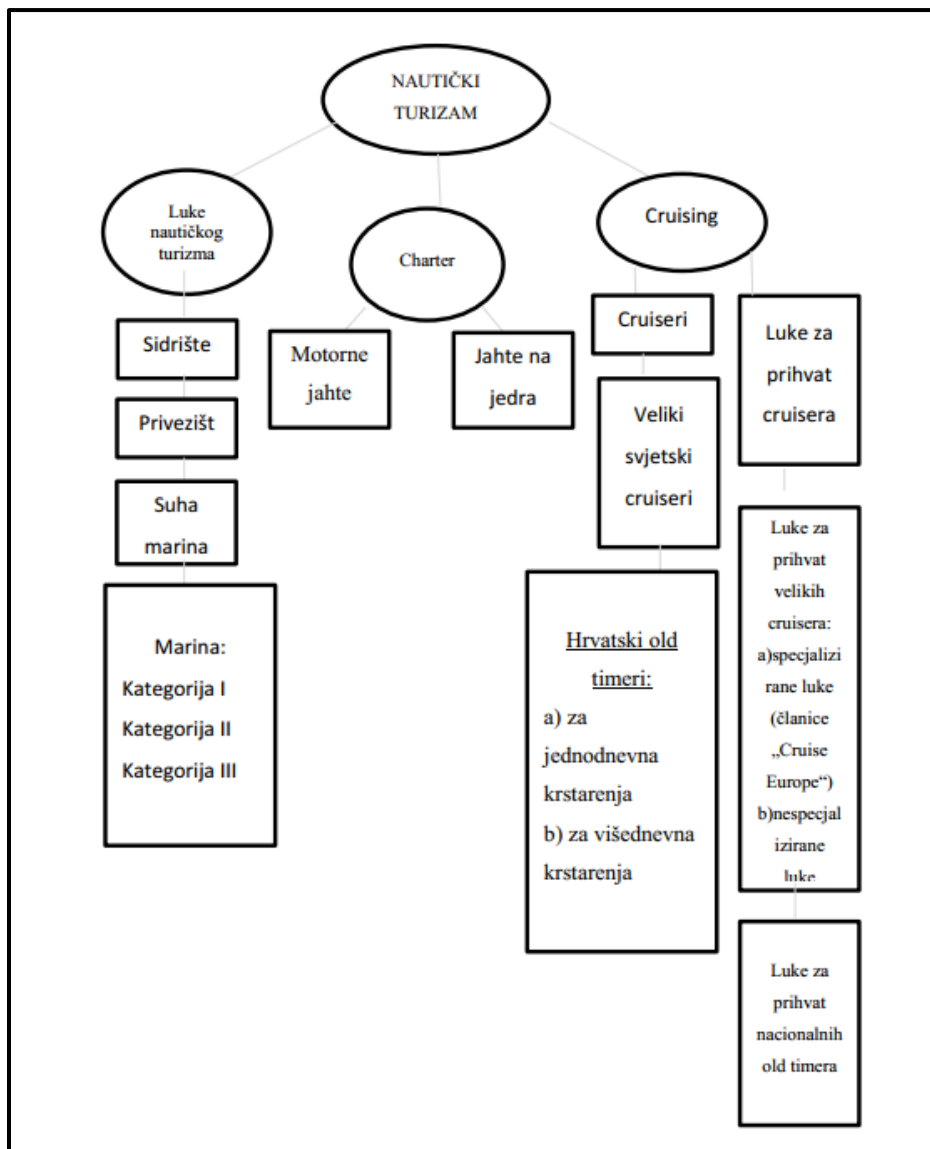 NAUTIČKI
TURIZAM
Luke
nautičkog
turizma
Sidrište
Privezišt
Suha
marina
Marina:
Kategorija I
Kategorija II
Kategorija III
Charter
Motorne
jahte
Jahte na
jedra
Cruising
Cruiseri
Veliki
svjetski
cruiseri
Hrvatski old
timeri:
a) za
jednodnevna
krstarenja
b) za višednevna
krstarenja
Luke za
prihvat
cruisera
Luke za
prihvat
velikih
cruisera:
a)specjalizi
rane luke
(članice
„Cruise
Europe“)
b)nespecjal
izirane
luke
Luke za
prihvat
nacionalnih
old timera